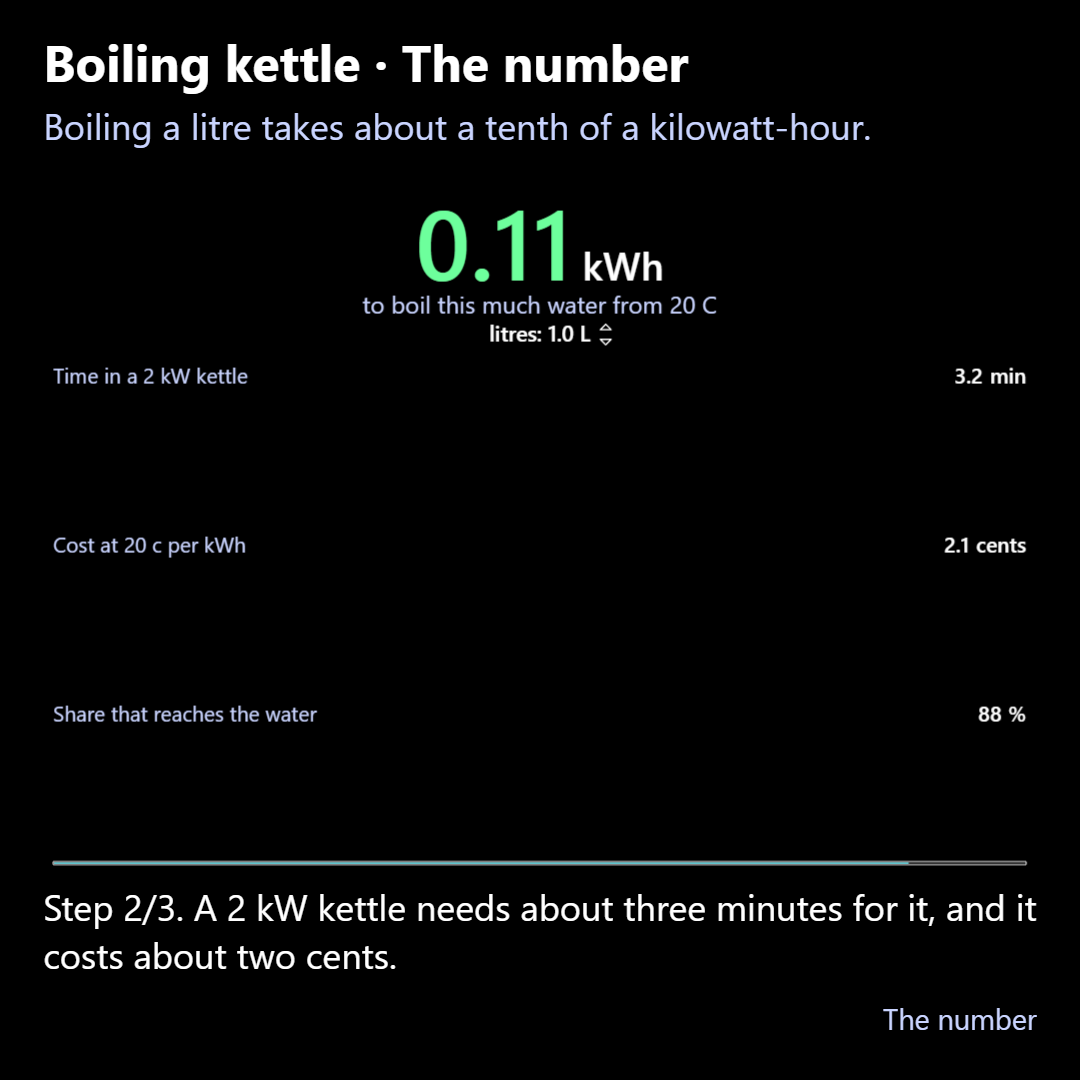 Boiling kettle · The number
Boiling a litre takes about a tenth of a kilowatt-hour.
0.11 kWh
to boil this much water from 20 C
litres: 1.0 L
Time in a 2 kW kettle 3.2 min
Cost at 20 c per kWh 2.1 cents
Share that reaches the water 88 %
Step 2/3. A 2 kW kettle needs about three minutes for it, and it
costs about two cents.
The number